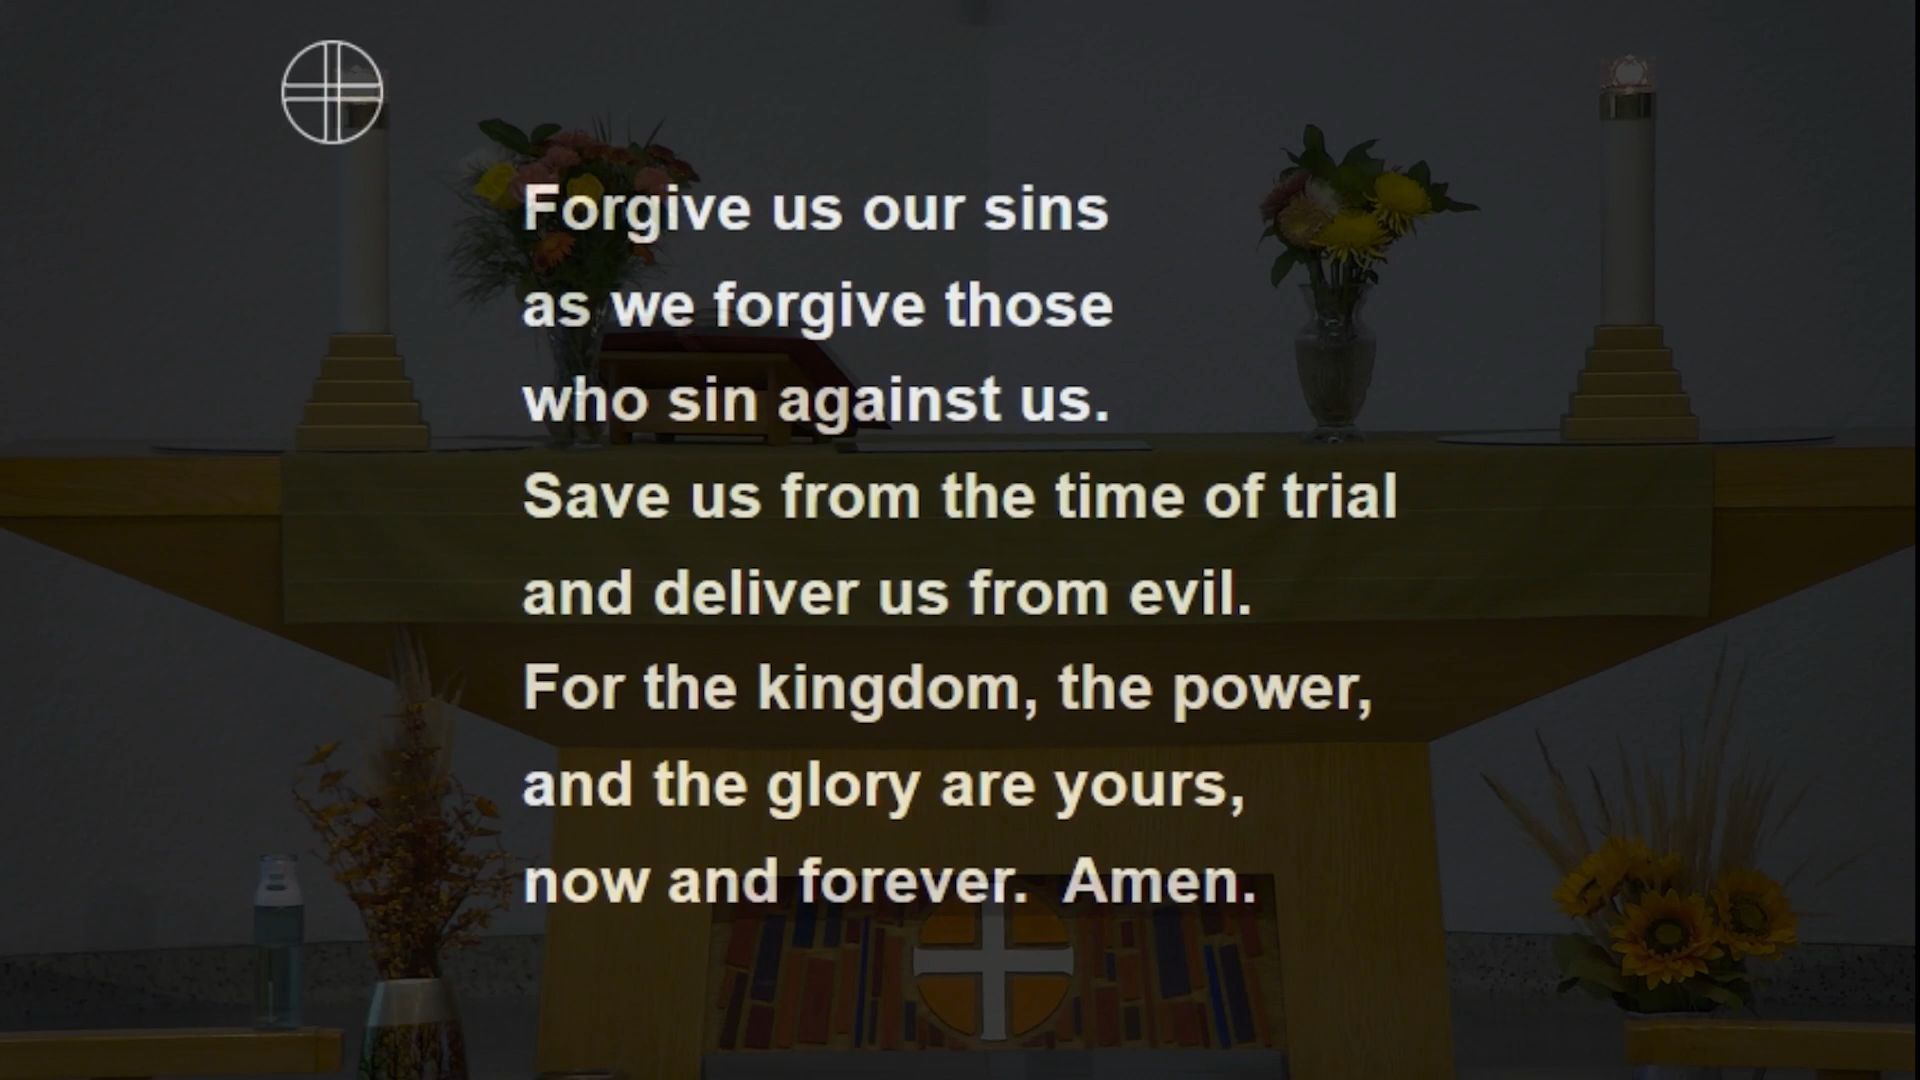 Forgive us our sins
as we forgive those
who sin against us.
Save us from the time of trial
and deliver us from evil.
For the kingdom, the power,
and the glory are yours,
now and forever.  Amen.